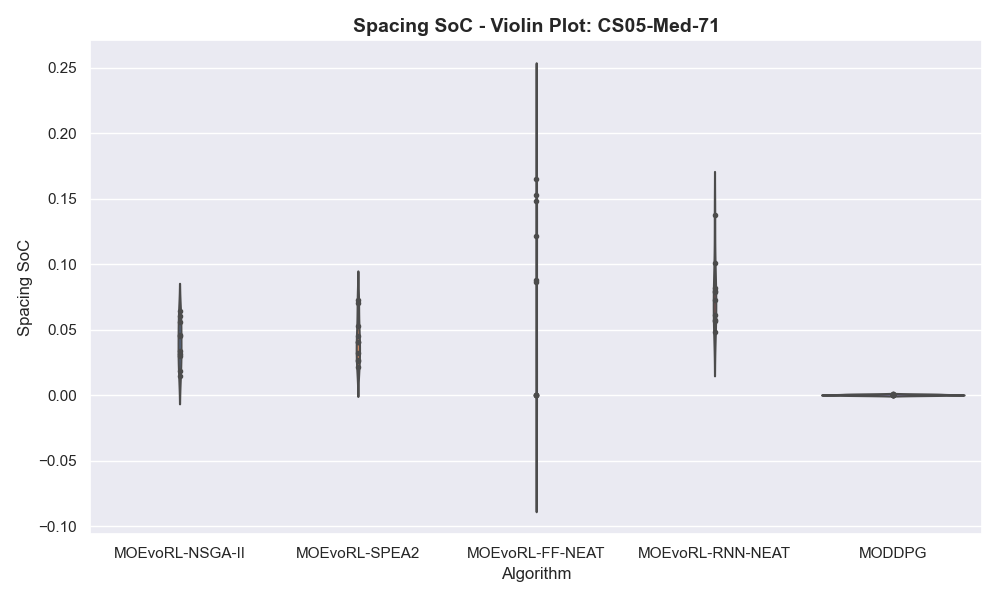 Spacing SoC - Violin Plot: CS05-Med-71
0.25
0.20
0.15
0.10
0.05
0.00
−0.05
−0.10
Spacing SoC
MOEvoRL-NSGA-II MOEvoRL-SPEA2 MOEvoRL-FF-NEAT MOEvoRL-RNN-NEAT MODDPG
Algorithm